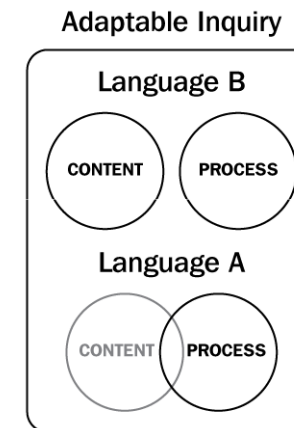 Adaptable Inquiry
Language B
CONTENT PROCESS
Language A
CONTENT PROCESS